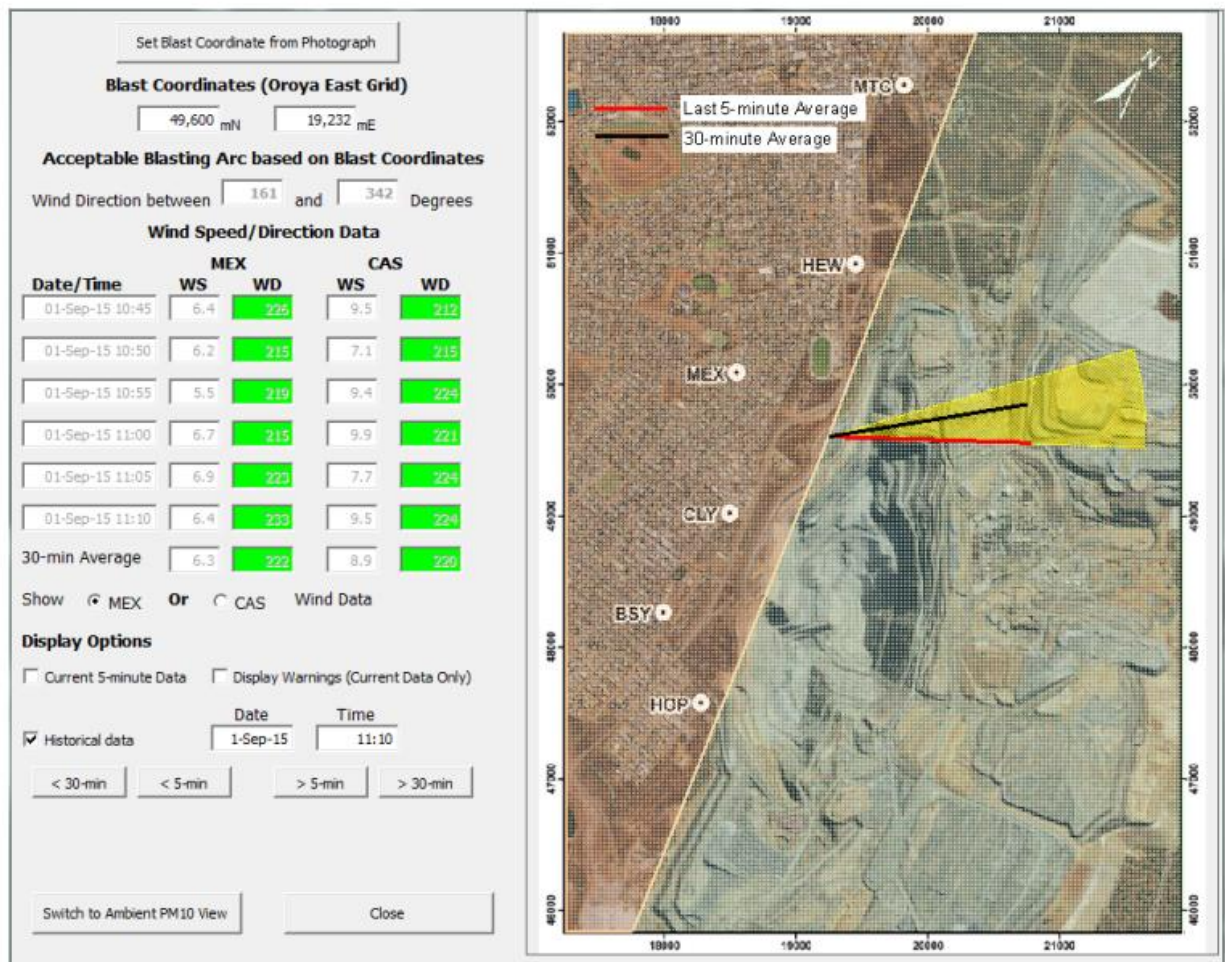 Set Blast Coordinate from Photograph
Blast Coordinates (Oroya East Grid)
49,600 mN 19,232 mE
Acceptable Blasting Arc based on Blast Coordinates
Wind Direction between 161 and 342 Degrees
Wind Speed/Direction Data
MEX CAS
Date/Time WS WD WS WD
01-Sep-15 10:45 6.4 226 9.5 212
01-Sep-15 10:50 6.2 215 7.1 215
01-Sep-15 10:55 5.5 219 9.4 224
01-Sep-15 11:00 6.7 215 9.9 221
01-Sep-15 11:05 6.9 223 7.7 224
01-Sep-15 11:10 6.4 233 9.5 224
30-min Average 6.3 222 8.9 220
Show MEX Or CAS Wind Data
Display Options
Current 5-minute Data Display Warnings (Current Data Only)
Date Time
Historical data 1-Sep-15 11:10
< 30-min < 5-min > 5-min > 30-min
Switch to Ambient PM10 View Close
18000 19000 20000 21000
N
MTC
Last 5-minute Average
30-minute Average
52000 52000
HEW
51000 51000
MEX
50000 50000
CLY
49000 49000
BSY
48000 48000
HOP
47000 47000
46000 46000
18000 19000 20000 21000